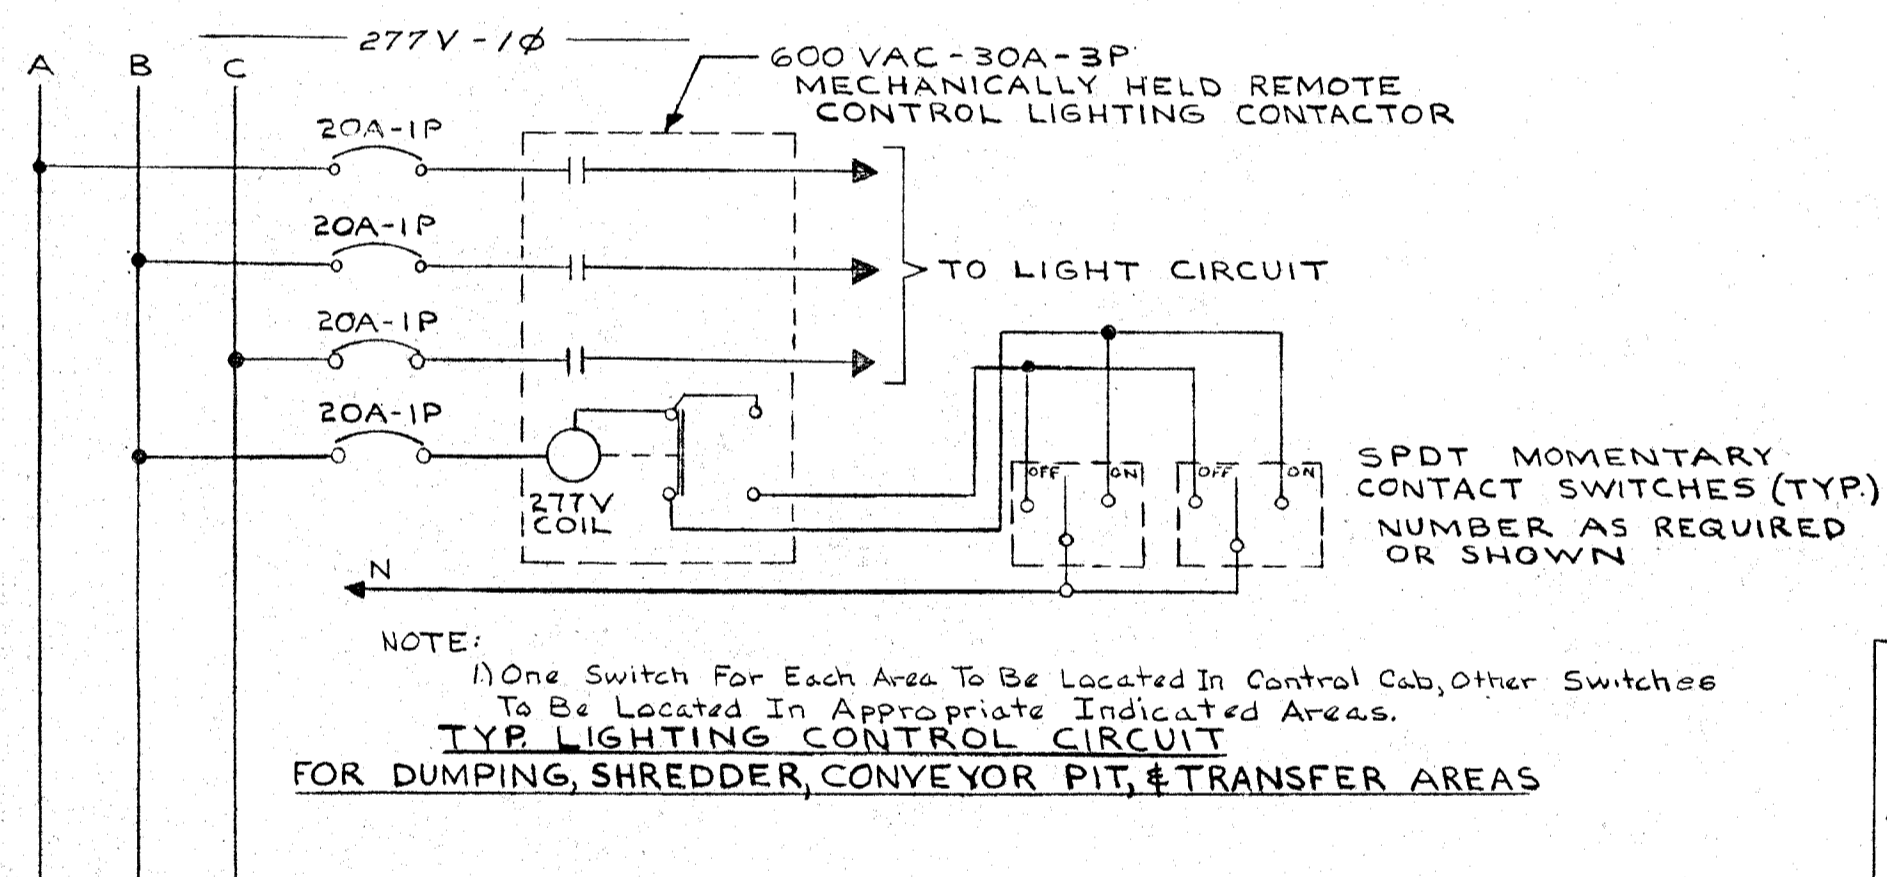 277V-1Ø
A B C
600 VAC-30A-3P
MECHANICALLY HELD REMOTE
CONTROL LIGHTING CONTACTOR
20A-1P
20A-1P
TO LIGHT CIRCUIT
20A-1P
20A-1P
OFF ON OFF ON
277V
COIL
SPDT MOMENTARY
CONTACT SWITCHES (TYP.)
NUMBER AS REQUIRED
OR SHOWN
N
NOTE:
1.) One Switch For Each Area To Be Located In Control Cab, Other Switches
To Be Located In Appropriate Indicated Areas.
TYP. LIGHTING CONTROL CIRCUIT
FOR DUMPING, SHREDDER, CONVEYOR PIT, & TRANSFER AREAS